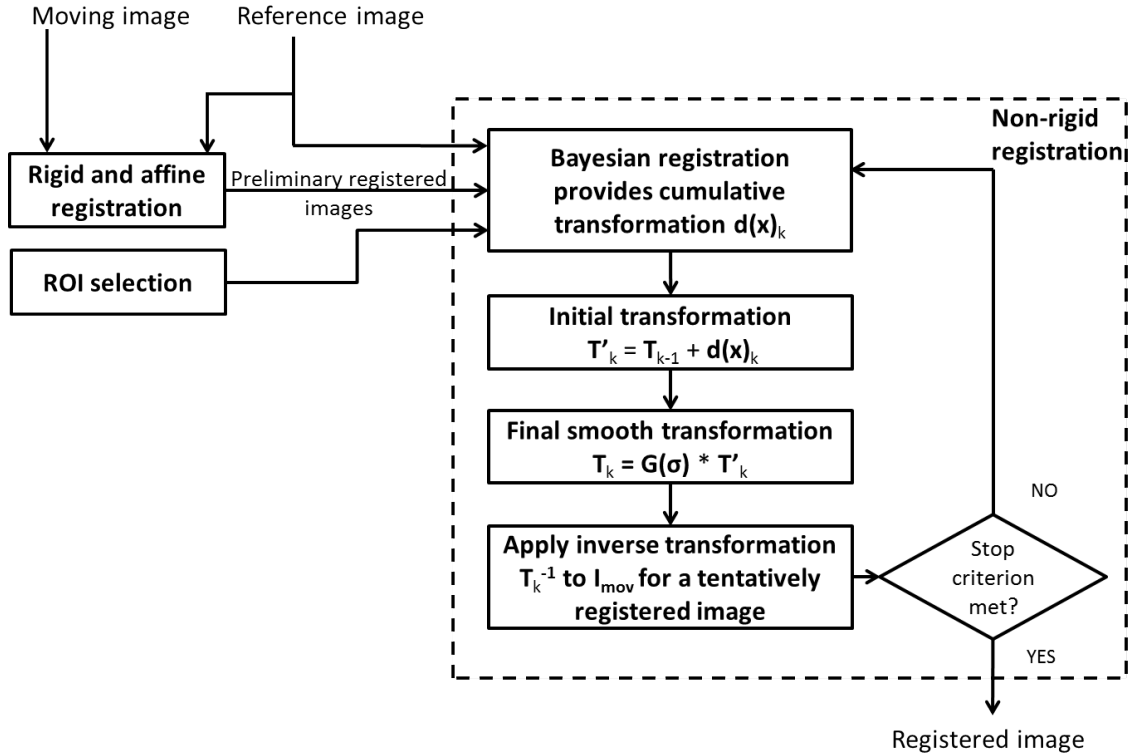 Moving image
Reference image
Non-rigid
registration
Rigid and affine
registration
Preliminary registered
images
ROI selection
Bayesian registration
provides cumulative
transformation d(x)ₖ
Initial transformation
T’ₖ = Tₖ₋₁ + d(x)ₖ
Final smooth transformation
Tₖ = G(σ) * T’ₖ
Apply inverse transformation
Tₖ⁻¹ to Iₘₒᵥ for a tentatively
registered image
NO
Stop
criterion
met?
YES
Registered image